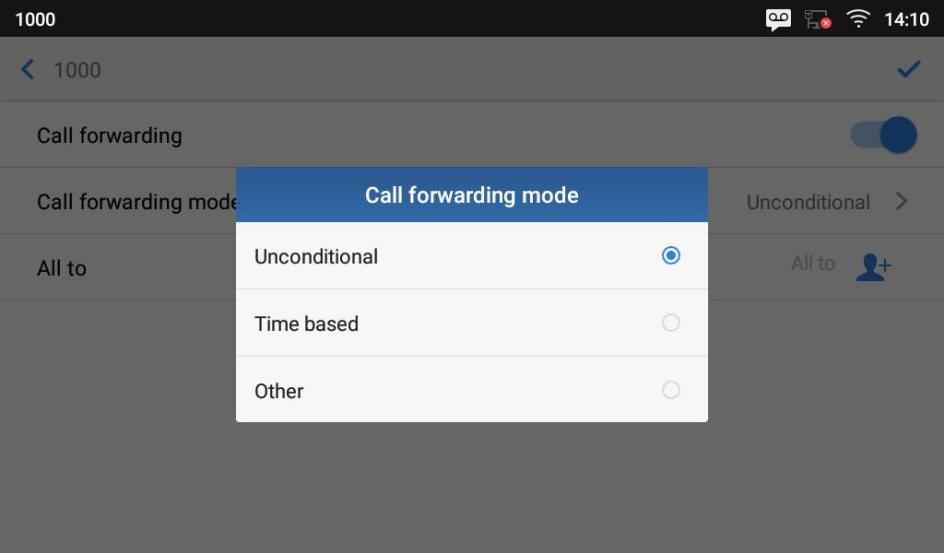 1000 14:10
1000
Call forwarding
Call forwarding mode Unconditional
All to All to
Call forwarding mode
Unconditional
Time based
Other